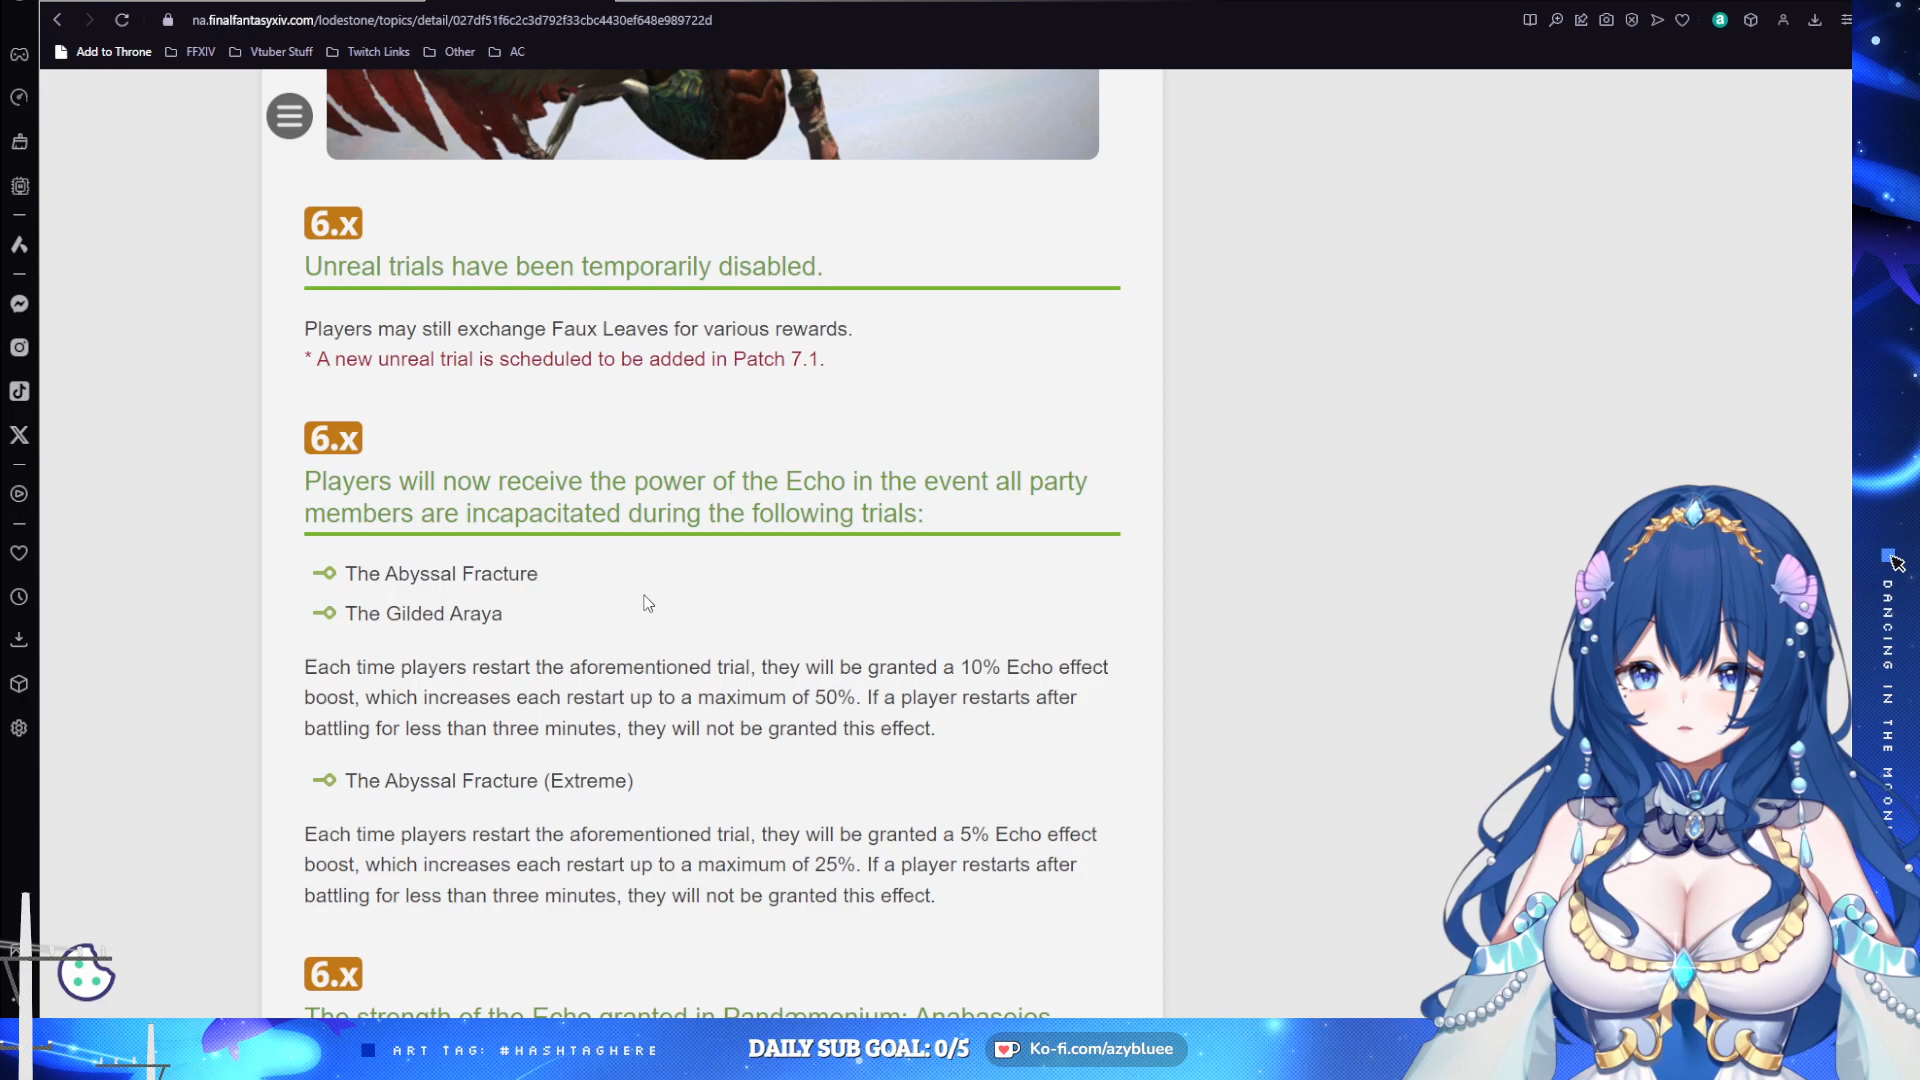 na.finalfantasyxiv.com/lodestone/topics/detail/027df51f6c2c3d792f33cbc4430ef648e989722d
Add to Throne FFXIV Vtuber Stuff Twitch Links Other AC
6.x
Unreal trials have been temporarily disabled.
Players may still exchange Faux Leaves for various rewards.
* A new unreal trial is scheduled to be added in Patch 7.1.
6.x
Players will now receive the power of the Echo in the event all party
members are incapacitated during the following trials:
The Abyssal Fracture
The Gilded Araya
Each time players restart the aforementioned trial, they will be granted a 10% Echo effect
boost, which increases each restart up to a maximum of 50%. If a player restarts after
battling for less than three minutes, they will not be granted this effect.
The Abyssal Fracture (Extreme)
Each time players restart the aforementioned trial, they will be granted a 5% Echo effect
boost, which increases each restart up to a maximum of 25%. If a player restarts after
battling for less than three minutes, they will not be granted this effect.
6.x
The strength of the Echo granted in Pandæmonium: Anabaseios
DANCING IN THE MOON'
ART TAG: #HASHTAGHERE
DAILY SUB GOAL: 0/5
Ko-fi.com/azybluee